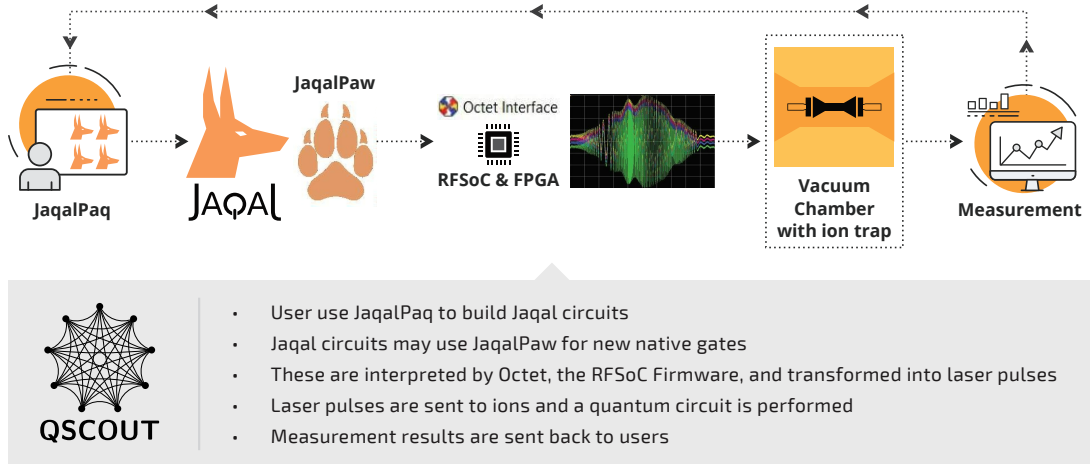 JaqalPaq
JAQAL
JaqalPaw
Octet Interface
RFSoC & FPGA
Vacuum
Chamber
with ion trap
Measurement
QSCOUT
• User use JaqalPaq to build Jaqal circuits
• Jaqal circuits may use JaqalPaw for new native gates
• These are interpreted by Octet, the RFSoC Firmware, and transformed into laser pulses
• Laser pulses are sent to ions and a quantum circuit is performed
• Measurement results are sent back to users